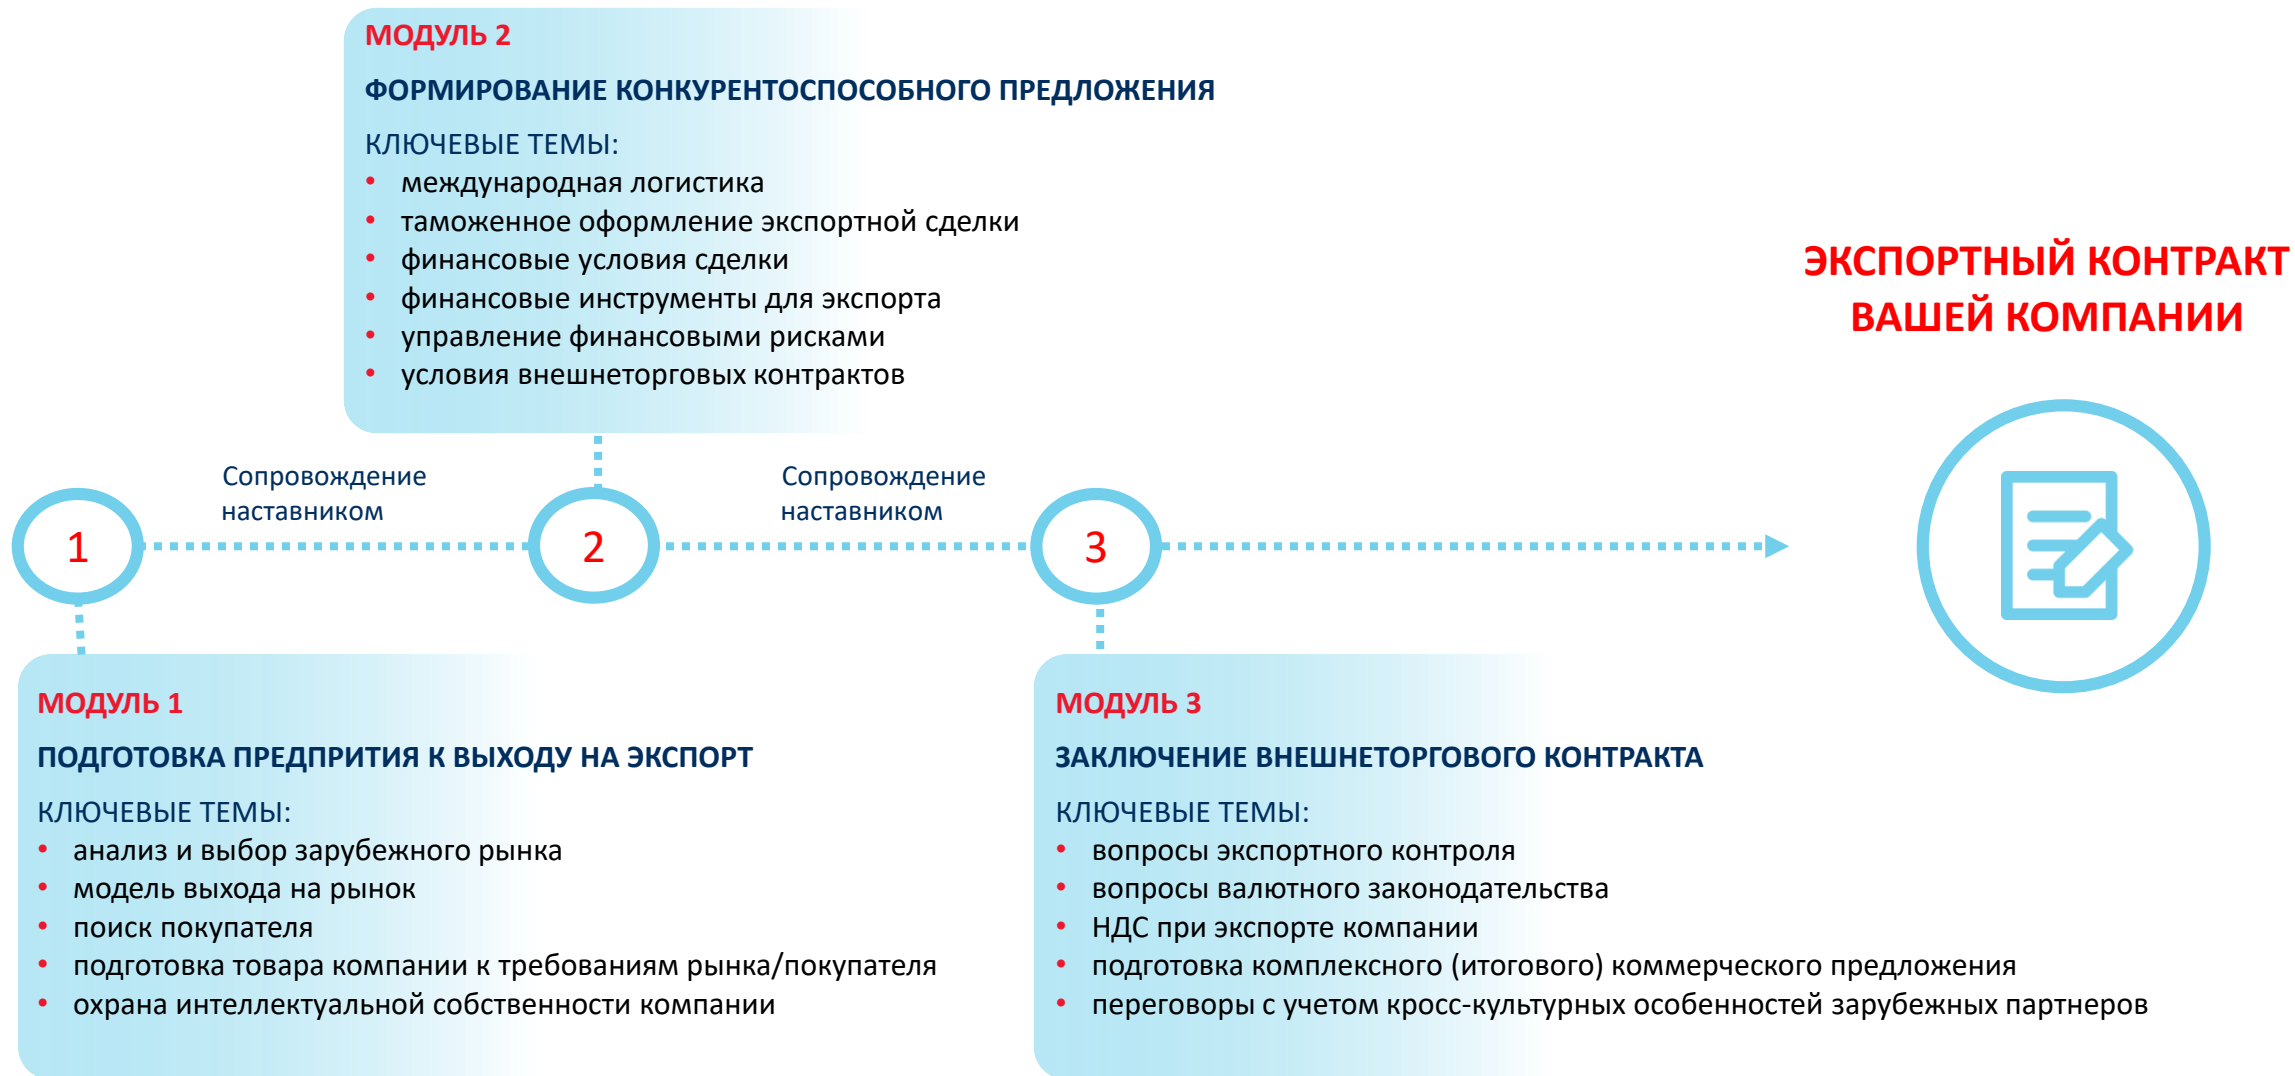 МОДУЛЬ 2
ФОРМИРОВАНИЕ КОНКУРЕНТОСПОСОБНОГО ПРЕДЛОЖЕНИЯ
КЛЮЧЕВЫЕ ТЕМЫ:
• международная логистика
• таможенное оформление экспортной сделки
• финансовые условия сделки
• финансовые инструменты для экспорта
• управление финансовыми рисками
• условия внешнеторговых контрактов
ЭКСПОРТНЫЙ КОНТРАКТ
ВАШЕЙ КОМПАНИИ
1
Сопровождение
наставником
2
Сопровождение
наставником
3
МОДУЛЬ 1
ПОДГОТОВКА ПРЕДПРИТИЯ К ВЫХОДУ НА ЭКСПОРТ
КЛЮЧЕВЫЕ ТЕМЫ:
• анализ и выбор зарубежного рынка
• модель выхода на рынок
• поиск покупателя
• подготовка товара компании к требованиям рынка/покупателя
• охрана интеллектуальной собственности компании
МОДУЛЬ 3
ЗАКЛЮЧЕНИЕ ВНЕШНЕТОРГОВОГО КОНТРАКТА
КЛЮЧЕВЫЕ ТЕМЫ:
• вопросы экспортного контроля
• вопросы валютного законодательства
• НДС при экспорте компании
• подготовка комплексного (итогового) коммерческого предложения
• переговоры с учетом кросс-культурных особенностей зарубежных партнеров